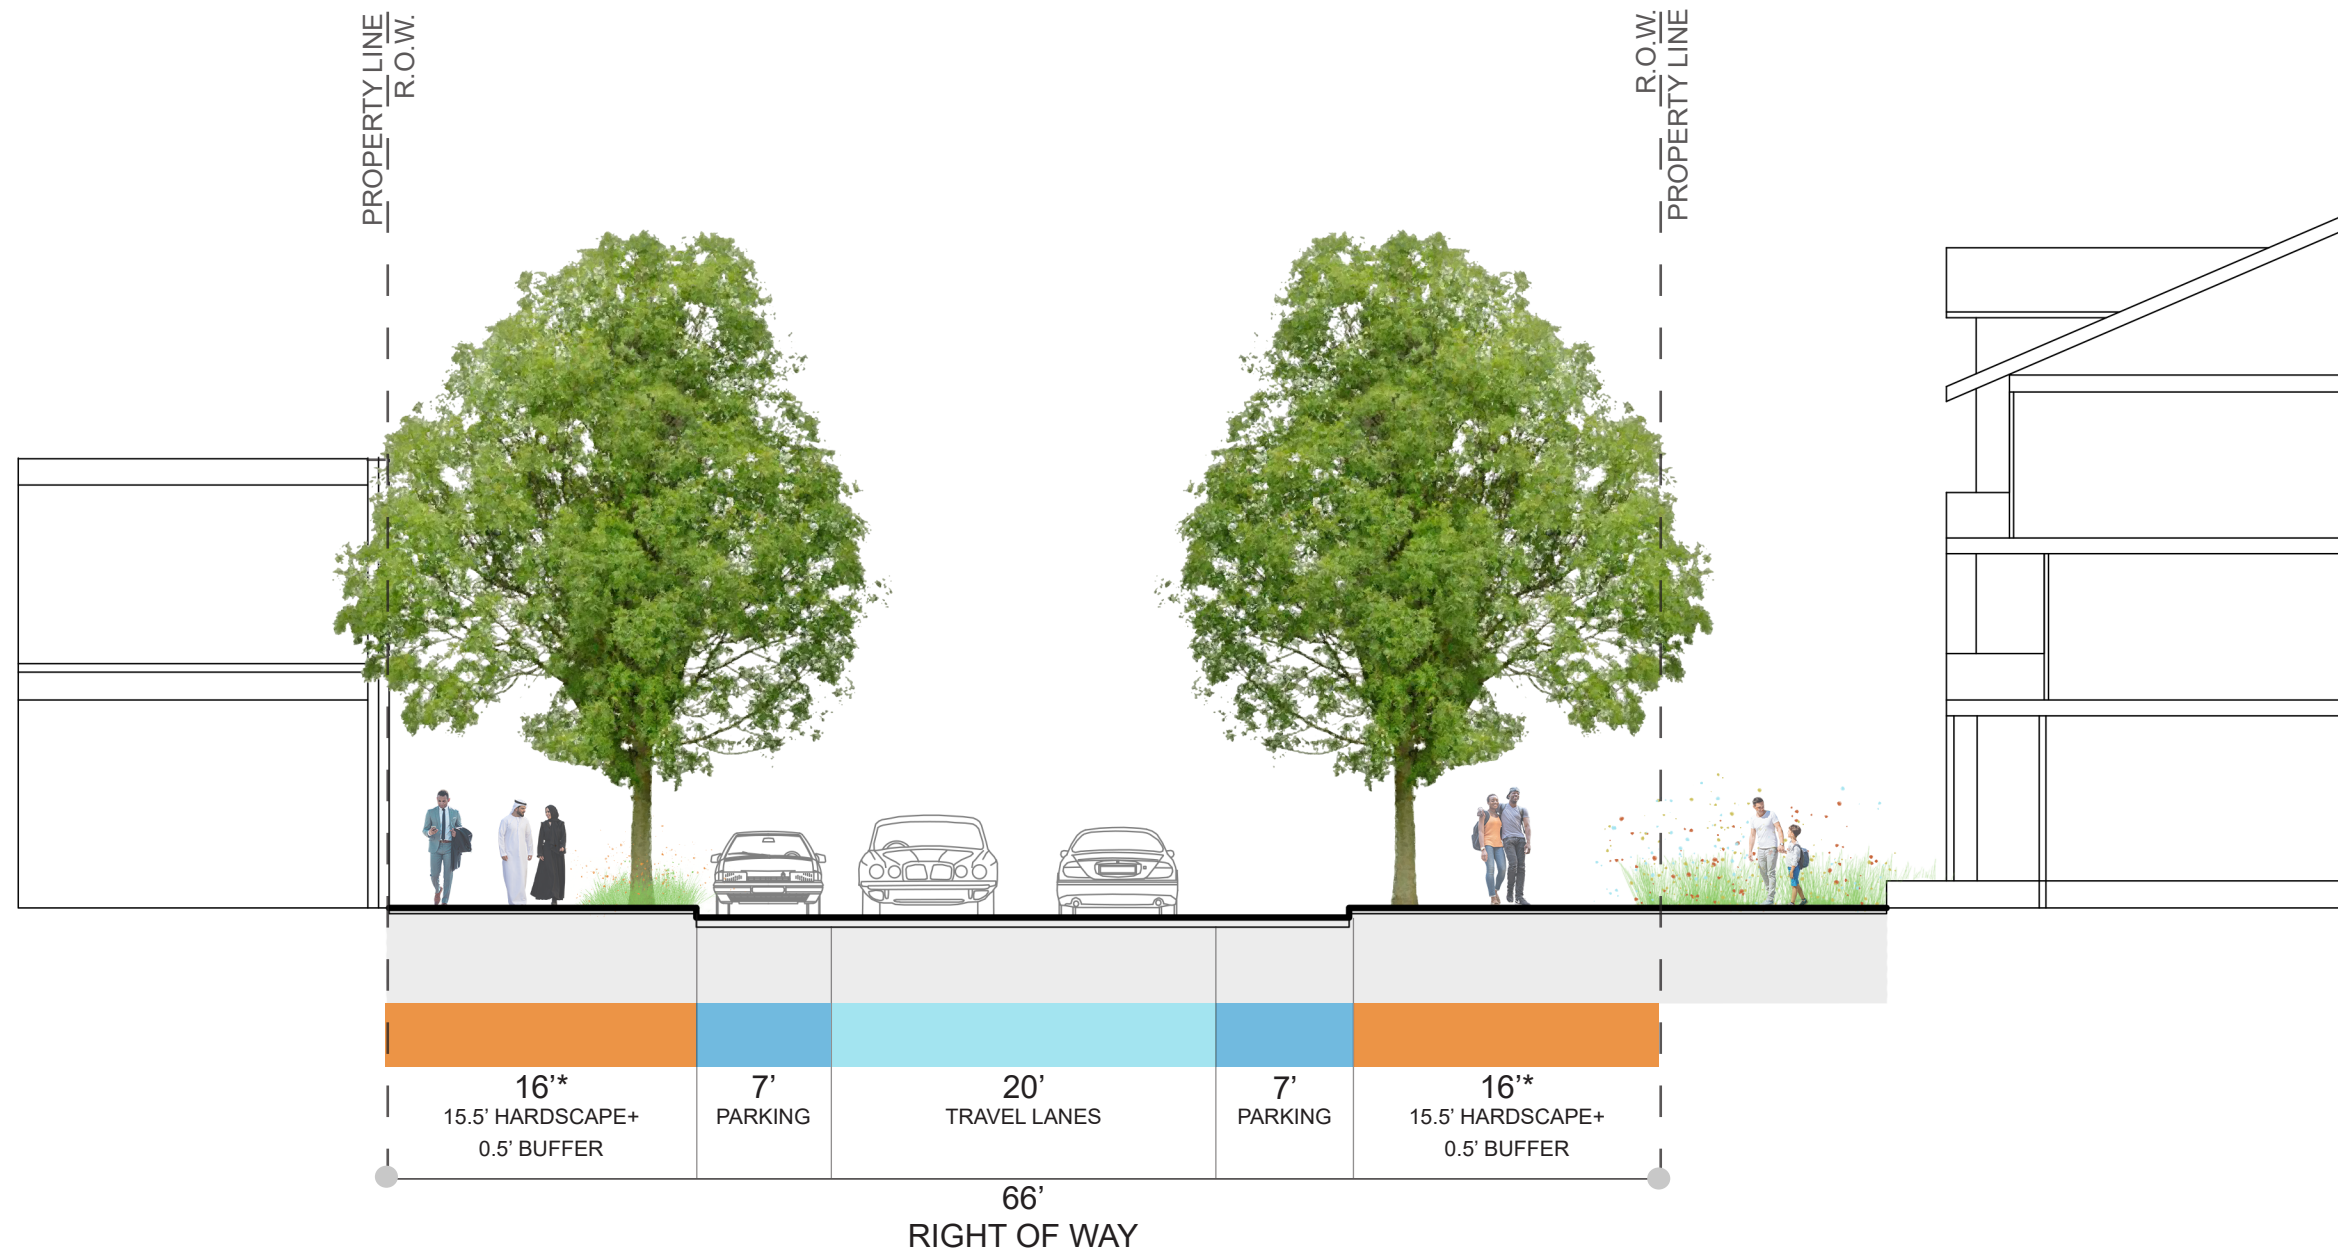 PROPERTY LINE
R.O.W.
R.O.W.
PROPERTY LINE
16’*
15.5’ HARDSCAPE+
0.5’ BUFFER
7’
PARKING
20’
TRAVEL LANES
7’
PARKING
16’*
15.5’ HARDSCAPE+
0.5’ BUFFER
66’
RIGHT OF WAY